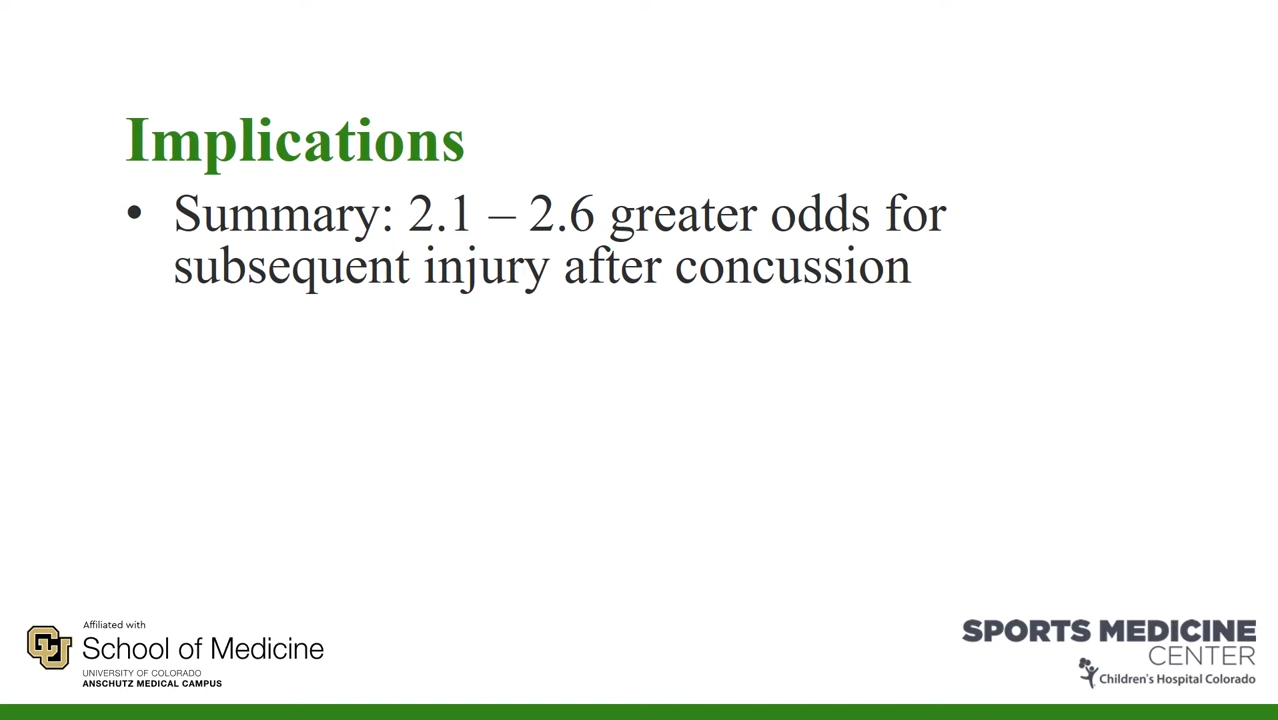 Implications
• Summary: 2.1 – 2.6 greater odds for
subsequent injury after concussion
Affiliated with
School of Medicine
UNIVERSITY OF COLORADO
ANSCHUTZ MEDICAL CAMPUS
SPORTS MEDICINE
CENTER
Children's Hospital Colorado